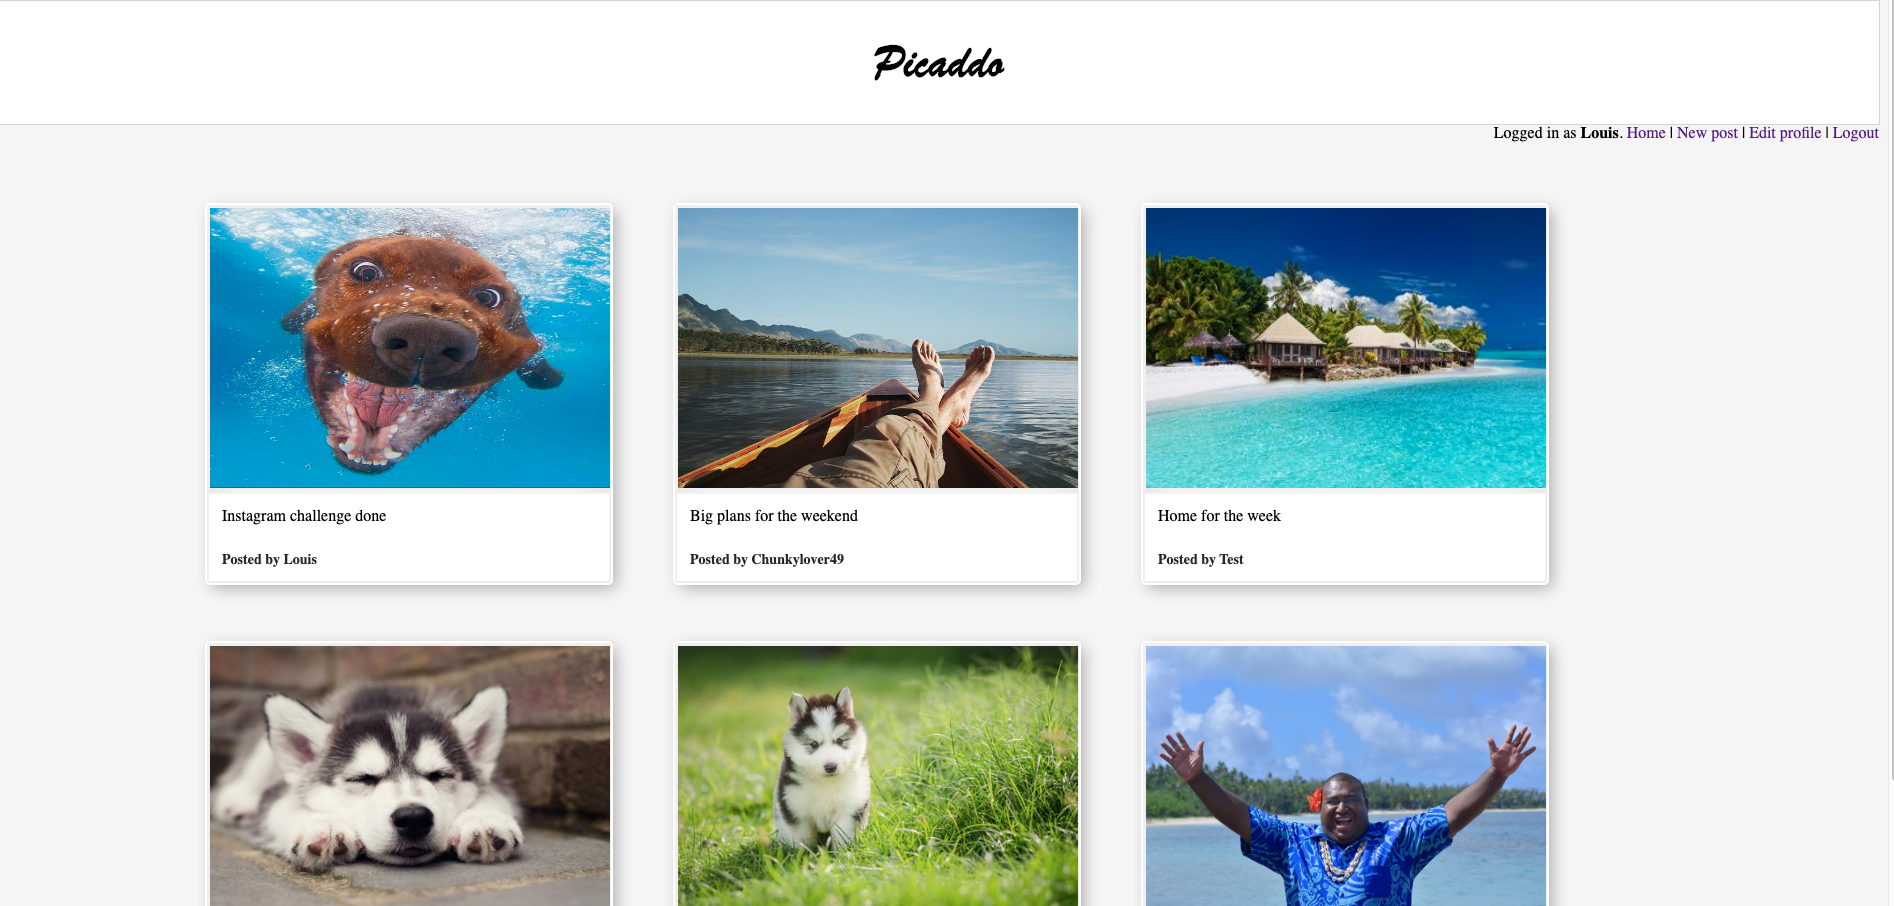 Picaddo
Logged in as Louis. Home | New post | Edit profile | Logout
Instagram challenge done
Posted by Louis
Big plans for the weekend
Posted by Chunkylover49
Home for the week
Posted by Test